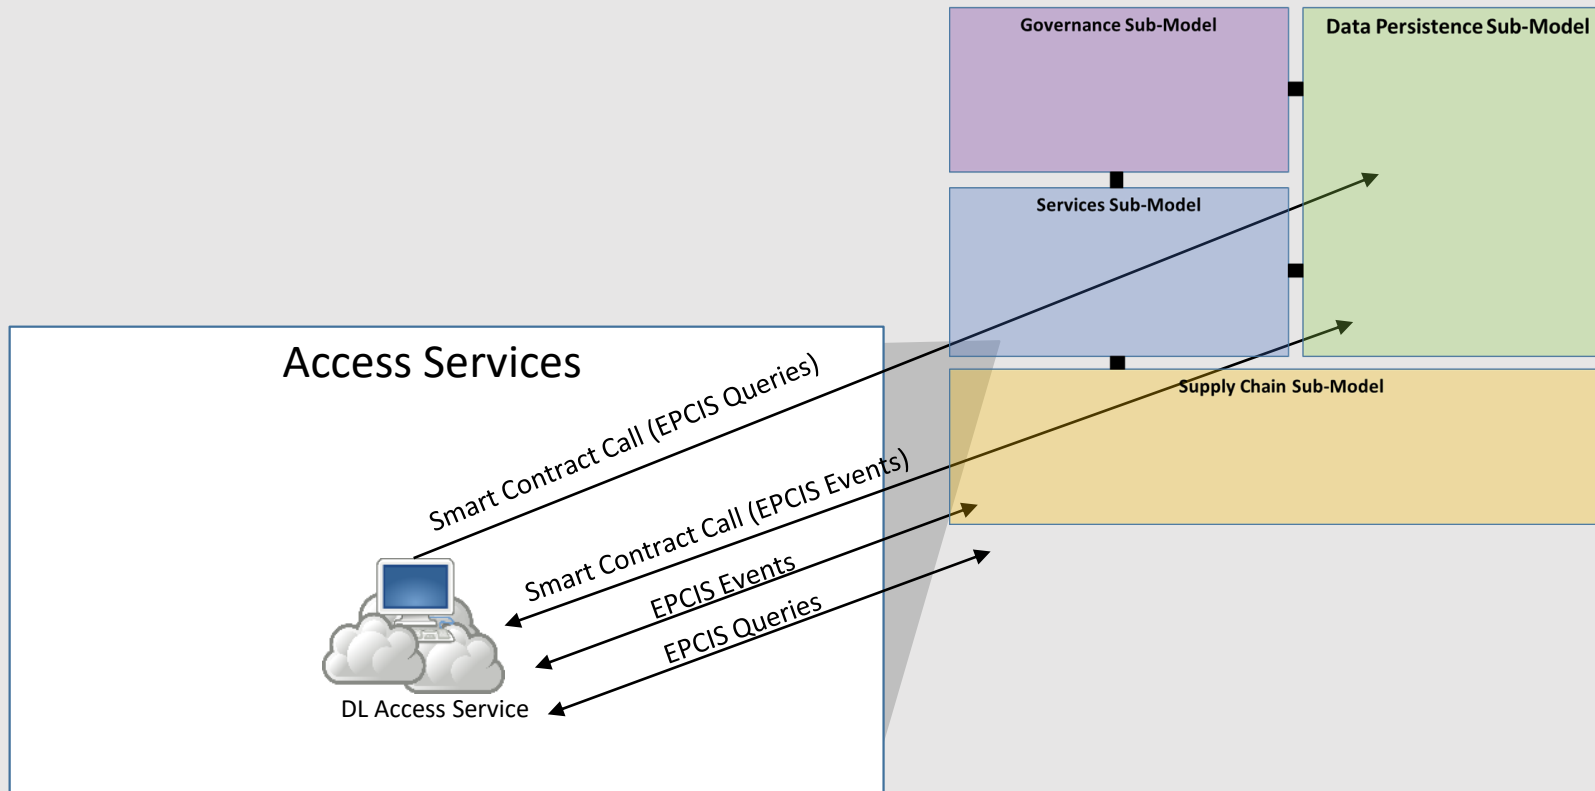 Governance Sub-Model
Data Persistence Sub-Model
Services Sub-Model
Supply Chain Sub-Model
Access Services
Smart Contract Call (EPCIS Queries)
Smart Contract Call (EPCIS Events)
EPCIS Events
EPCIS Queries
DL Access Service